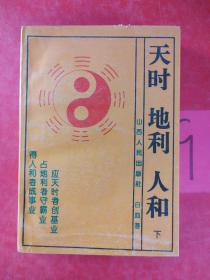 天时 地利 人和 下
山西人民出版社
应天时者创基业
占地利者守霸业
得人和者成事业